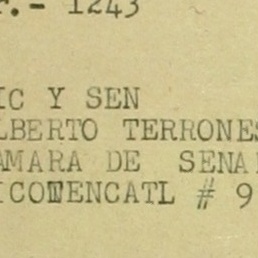 r.- 1243
IC Y SEN
LBERTO TERRONES
AMARA DE SENA
ICOTENCATL # 9